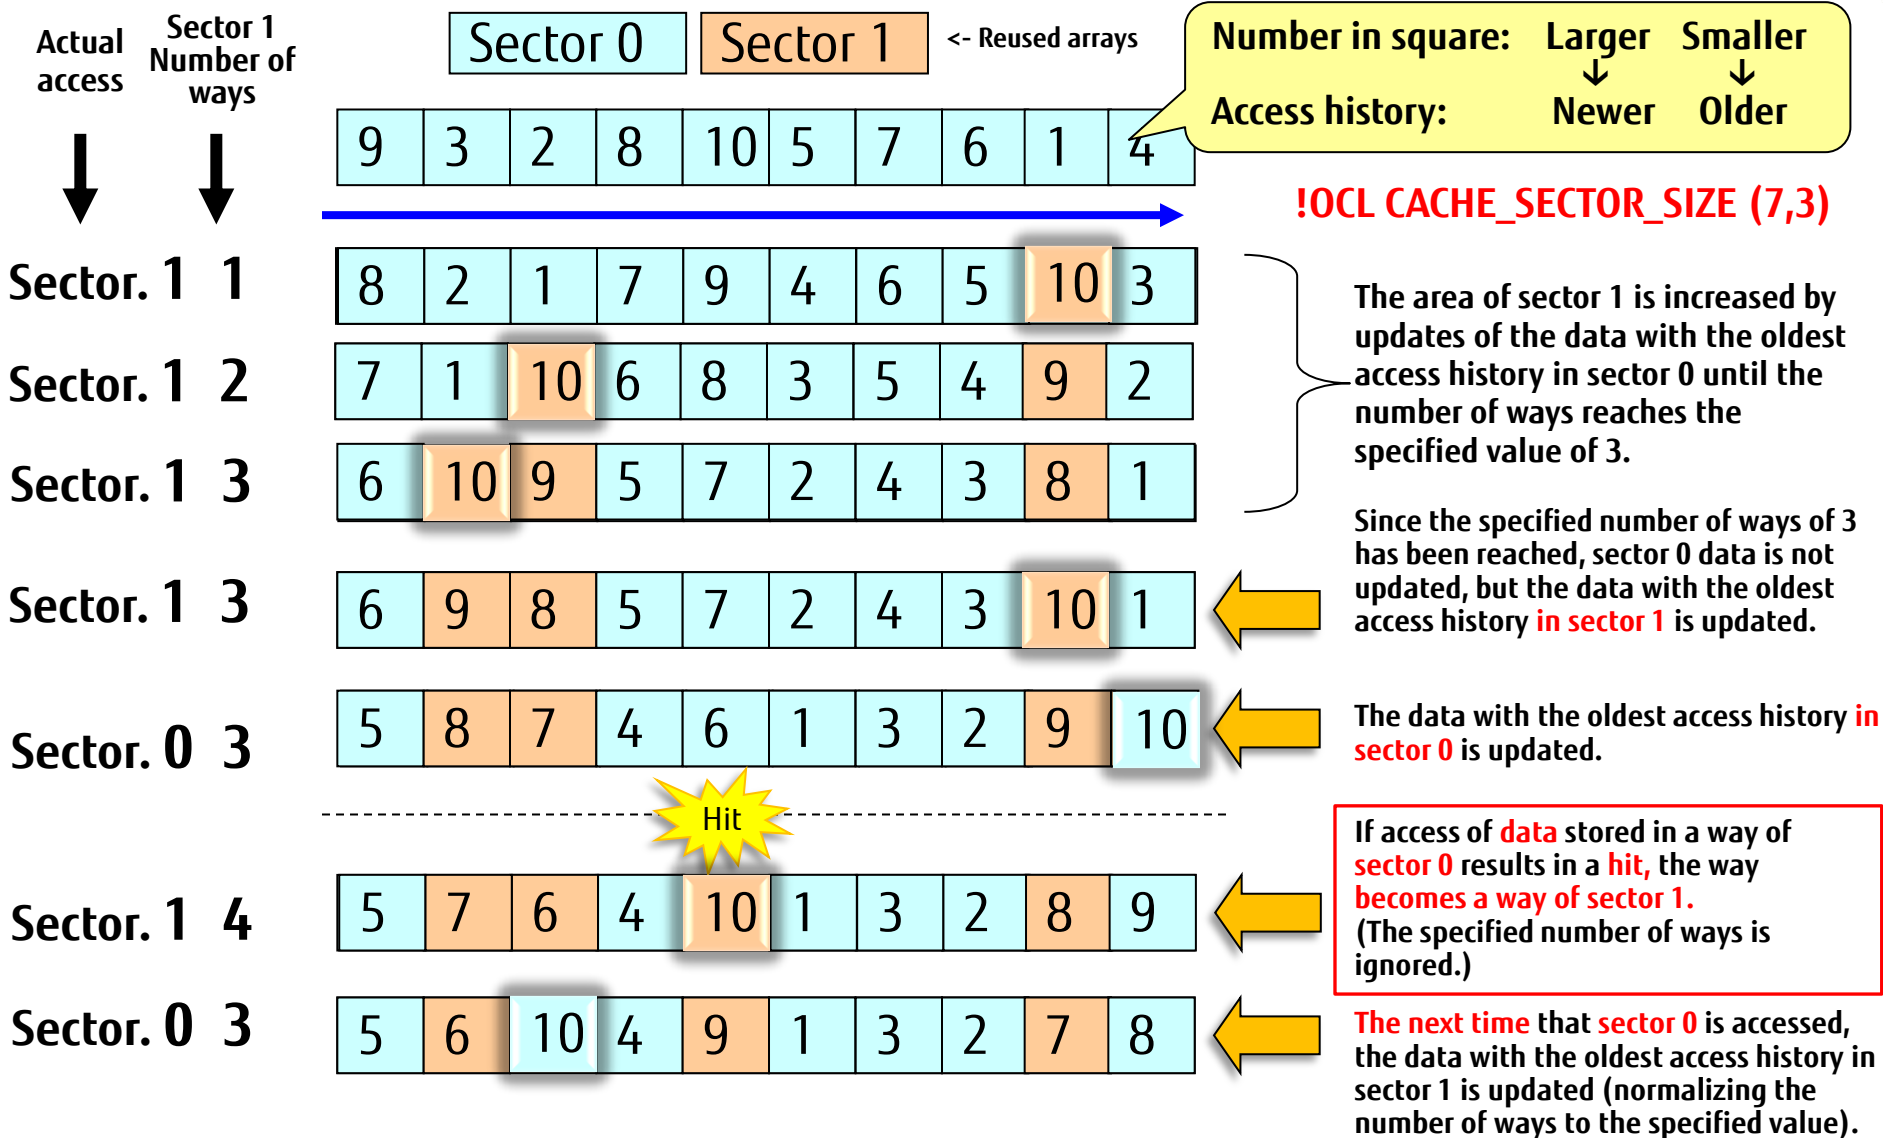 Actual
access
Sector 1
Number of
ways
Sector 0
Sector 1
<- Reused arrays
Number in square: Larger Smaller
Access history: Newer Older
9 3 2 8 10 5 7 6 1 4
!OCL CACHE_SECTOR_SIZE (7,3)
Sector. 1 1
8 2 1 7 9 4 6 5 10 3
Sector. 1 2
7 1 10 6 8 3 5 4 9 2
Sector. 1 3
6 10 9 5 7 2 4 3 8 1
The area of sector 1 is increased by
updates of the data with the oldest
access history in sector 0 until the
number of ways reaches the
specified value of 3.
Sector. 1 3
6 9 8 5 7 2 4 3 10 1
Since the specified number of ways of 3
has been reached, sector 0 data is not
updated, but the data with the oldest
access history in sector 1 is updated.
Sector. 0 3
5 8 7 4 6 1 3 2 9 10
The data with the oldest access history in
sector 0 is updated.
Hit
Sector. 1 4
5 7 6 4 10 1 3 2 8 9
If access of data stored in a way of
sector 0 results in a hit, the way
becomes a way of sector 1.
(The specified number of ways is
ignored.)
Sector. 0 3
5 6 10 4 9 1 3 2 7 8
The next time that sector 0 is accessed,
the data with the oldest access history in
sector 1 is updated (normalizing the
number of ways to the specified value).